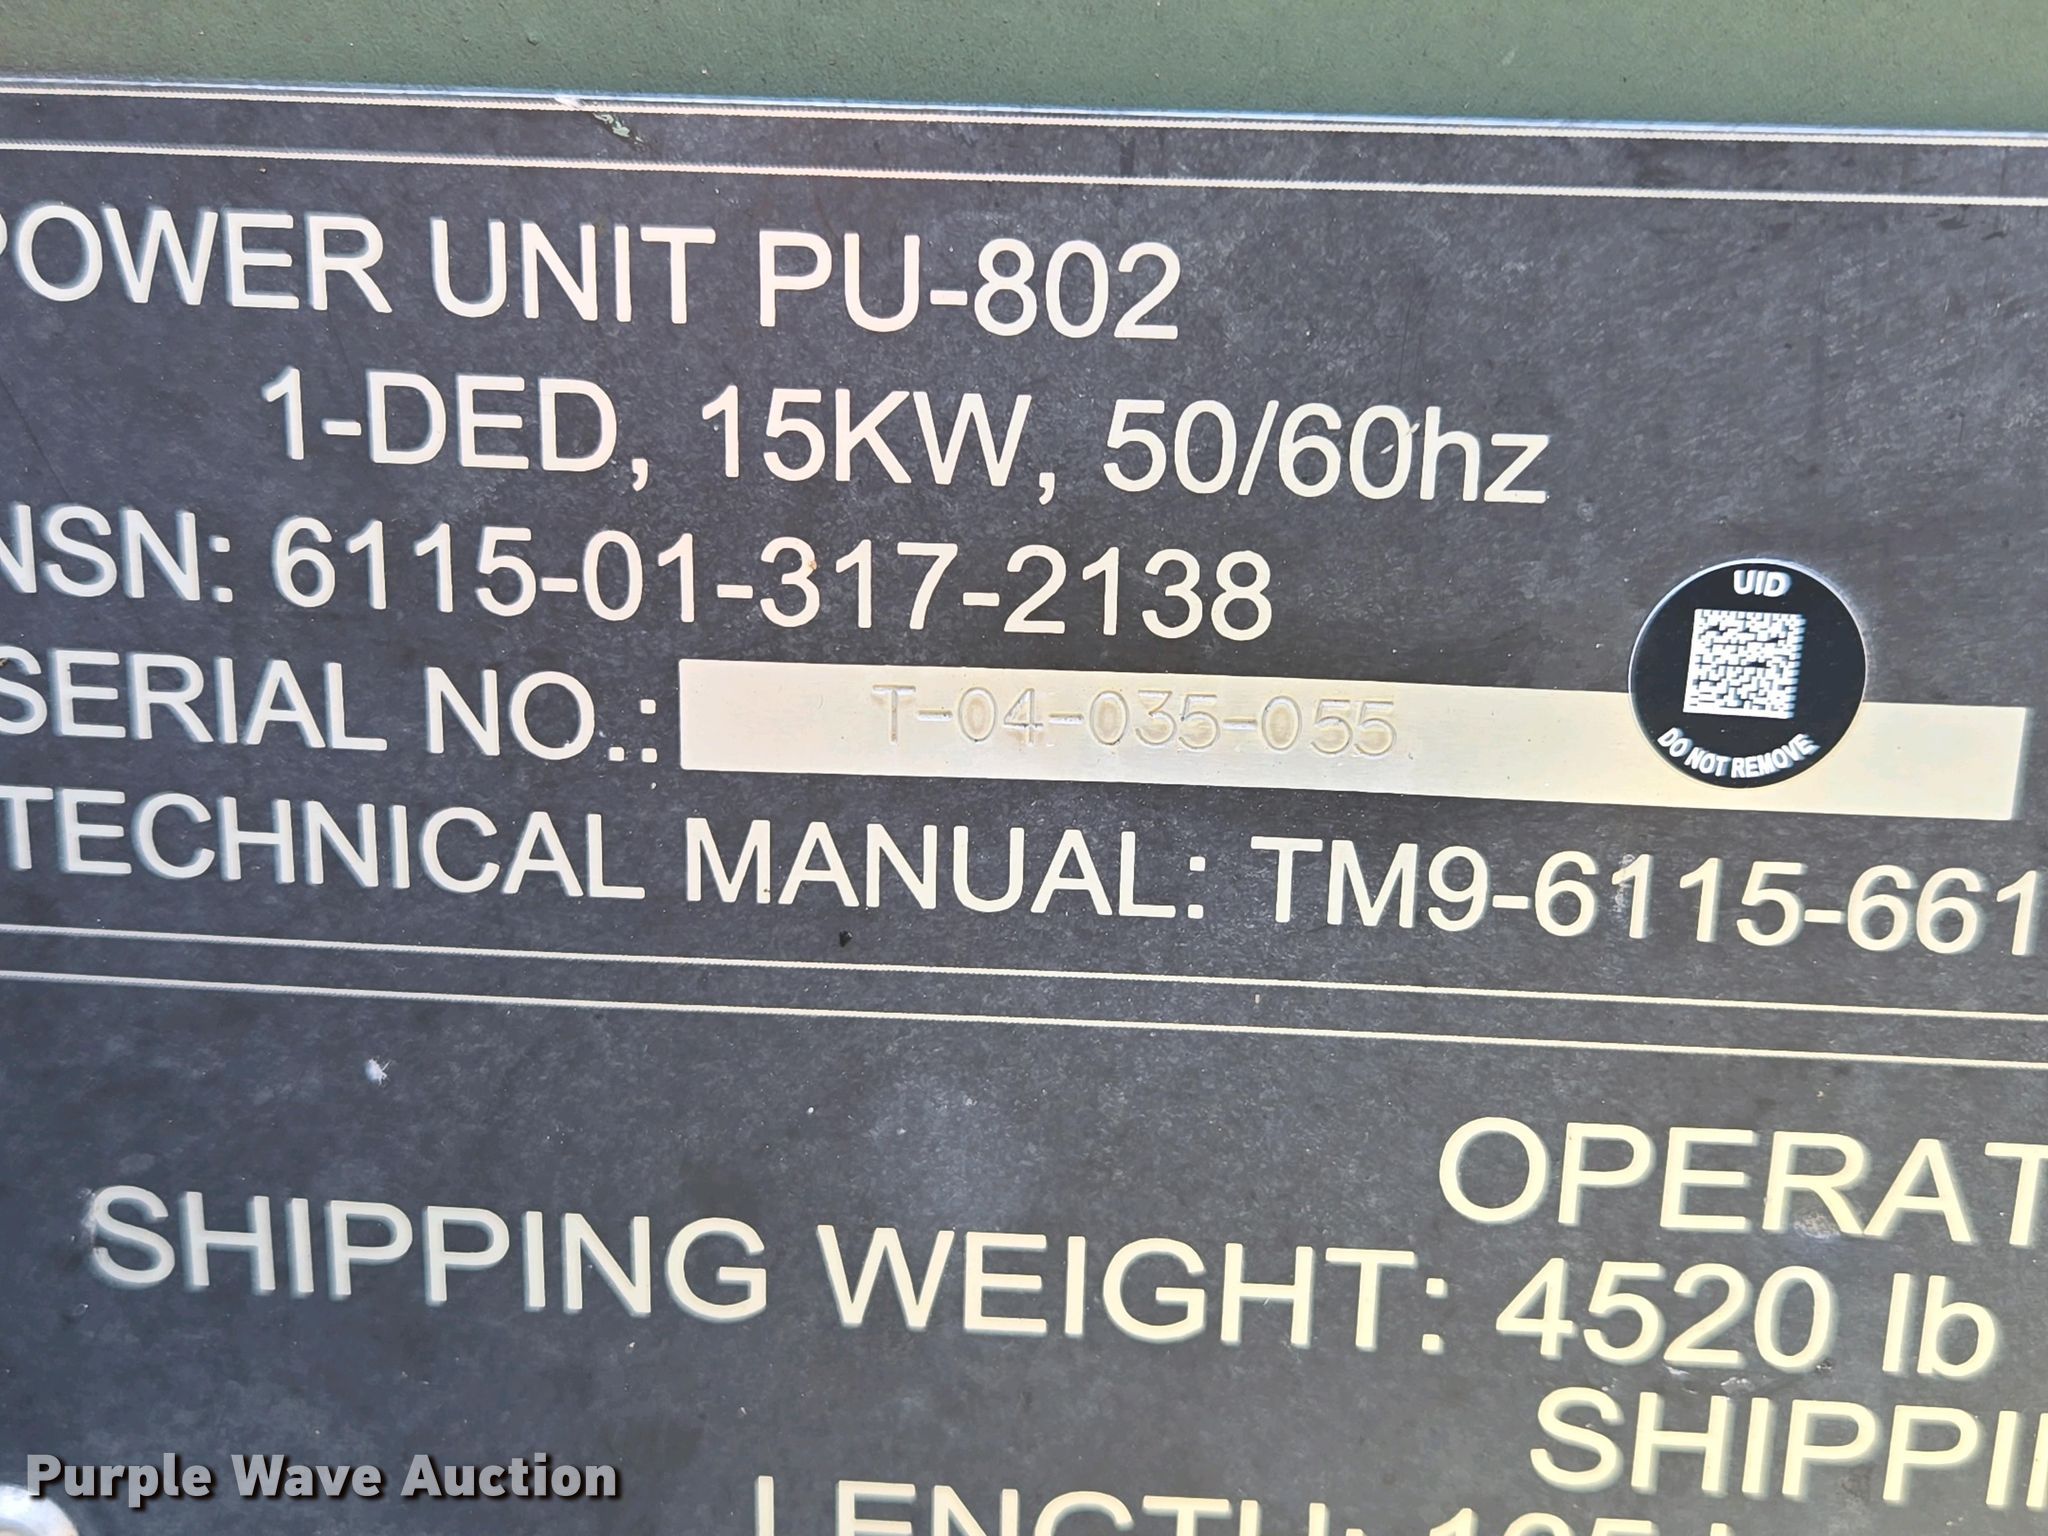 POWER UNIT PU-802
1-DED, 15KW, 50/60hz
NSN: 6115-01-317-2138
SERIAL NO.: T-04-035-055
UID
DO NOT REMOVE
TECHNICAL MANUAL: TM9-6115-661
OPERAT
SHIPPING WEIGHT: 4520 lb
SHIPPI
LENGTH:
Purple Wave Auction